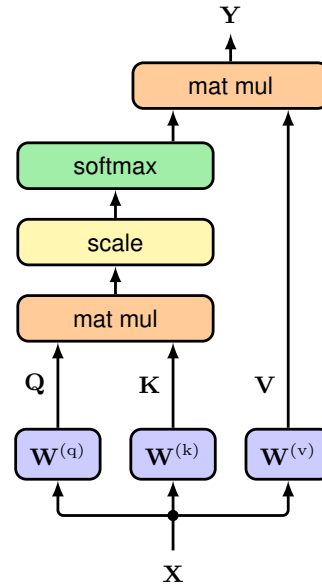 Y
mat mul
softmax
scale
mat mul
Q K V
W^(q) W^(k) W^(v)
X